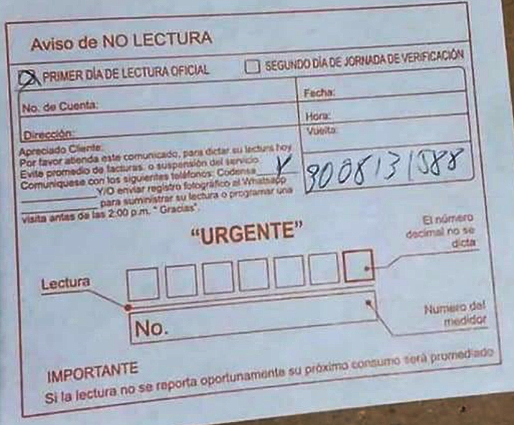 Aviso de NO LECTURA
X PRIMER DÍA DE LECTURA OFICIAL
SEGUNDO DÍA DE JORNADA DE VERIFICACIÓN
No. de Cuenta:
Fecha:
Hora:
Dirección:
Vuelta:
Apreciado Cliente:
Por favor atienda este comunicado, para dictar su lectura hoy
Evite promedio de facturas, o suspensión del servicio
Comuniquese con los siguientes teléfonos: Codensa
Y/O enviar registro fotográfico al Whatsapp
para suministrar su lectura o programar una
visita antes de las 2:00 p.m. " Gracias".
3008131588
"URGENTE"
El número
decimal no se
dicta
Lectura
No.
Numero del
medidor
IMPORTANTE
Si la lectura no se reporta oportunamente su próximo consumo será promediado